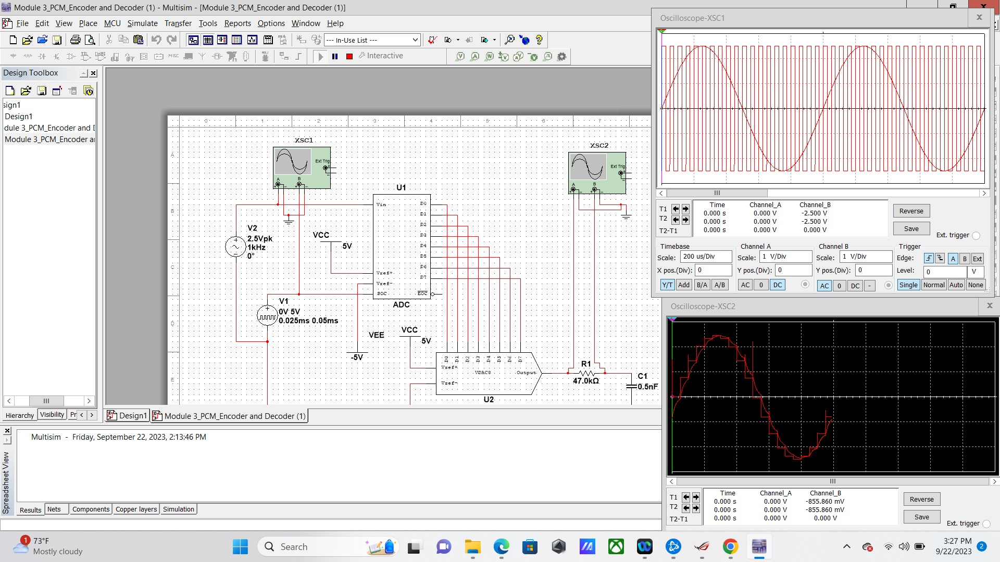 Module 3_PCM_Encoder and Decoder (1) - Multisim - [Module 3_PCM_Encoder and Decoder (1)]
File Edit View Place MCU Simulate Transfer Tools Reports Options Window Help
--- In-Use List ---
MISC
Interactive
Design Toolbox
sign1
Design1
dule 3_PCM_Encoder and D
Module 3_PCM_Encoder ar
Hierarchy Visibility Pr
0 1 2 3 4 5 6 7
A
B
C
D
E
XSC1
Ext Trig
A B
XSC2
Ext Trig
A B
U1
Vin
D0
D1
D2
D3
D4
D5
D6
D7
Vref+
Vref-
SOC
EOC
ADC
V2
2.5Vpk
1kHz
0°
VCC
5V
V1
0V 5V
0.025ms 0.05ms
VEE
-5V
VCC
5V
D0 D1 D2 D3 D4 D5 D6 D7
Vref+
VDAC8
Output
Vref-
U2
R1
47.0kΩ
C1
0.5nF
Design1 Module 3_PCM_Encoder and Decoder (1)
Oscilloscope-XSC1
Time Channel_A Channel_B
T1 0.000 s 0.000 V -2.500 V
T2 0.000 s 0.000 V -2.500 V
T2-T1 0.000 s 0.000 V 0.000 V
Reverse
Save
Ext. trigger
Timebase
Scale: 200 us/Div
X pos.(Div): 0
Y/T Add B/A A/B
Channel A
Scale: 1 V/Div
Y pos.(Div): 0
AC 0 DC
Channel B
Scale: 1 V/Div
Y pos.(Div): 0
AC 0 DC -
Trigger
Edge: A B Ext
Level: 0 V
Single Normal Auto None
Oscilloscope-XSC2
Time Channel_A Channel_B
T1 0.000 s 0.000 V -855.860 mV
T2 0.000 s 0.000 V -855.860 mV
T2-T1 0.000 s 0.000 V 0.000 V
Reverse
Save
Ext. trigger
Spreadsheet View
Multisim - Friday, September 22, 2023, 2:13:46 PM
Results Nets Components Copper layers Simulation
1
73°F
Mostly cloudy
Search
3:27 PM
9/22/2023
2